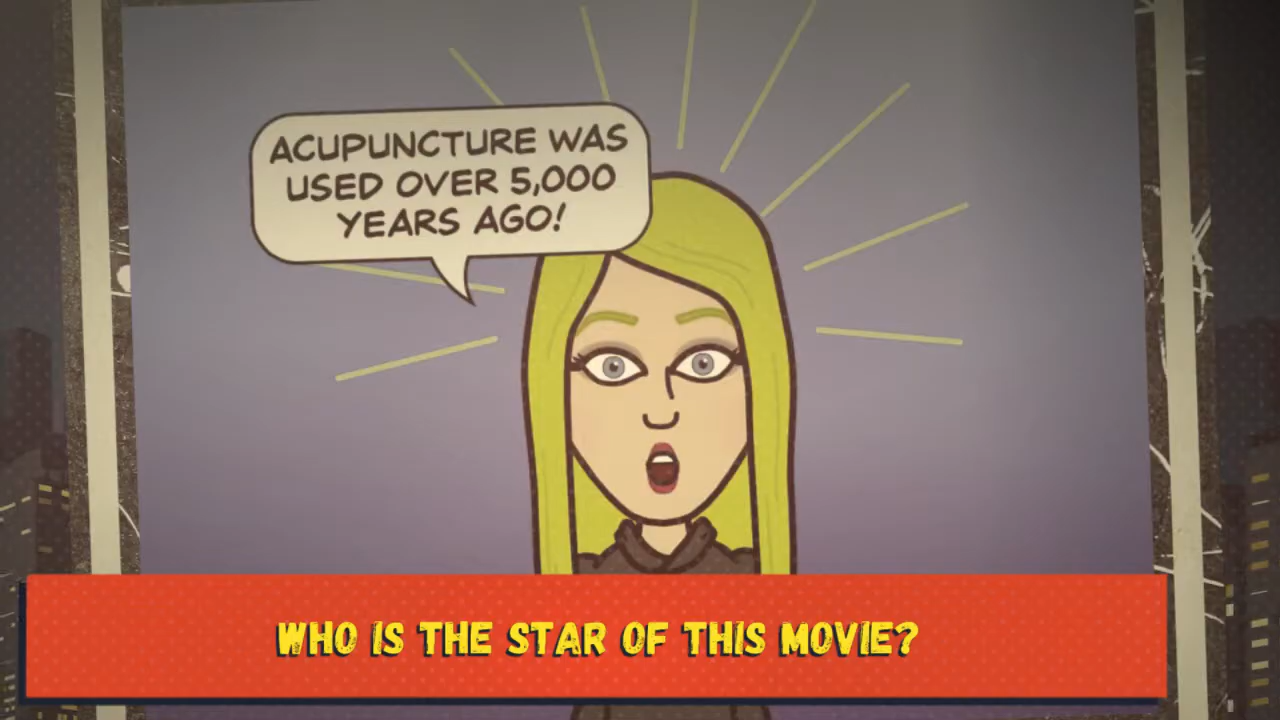 ACUPUNCTURE WAS
USED OVER 5,000
YEARS AGO!
WHO IS THE STAR OF THIS MOVIE?